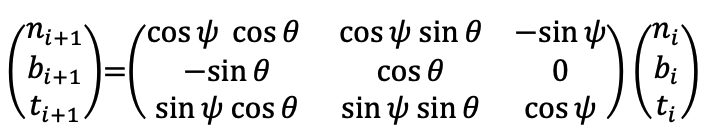 n_{i+1} cos ψ cos θ cos ψ sin θ −sin ψ n_i
b_{i+1} = −sin θ cos θ 0 b_i
t_{i+1} sin ψ cos θ sin ψ sin θ cos ψ t_i